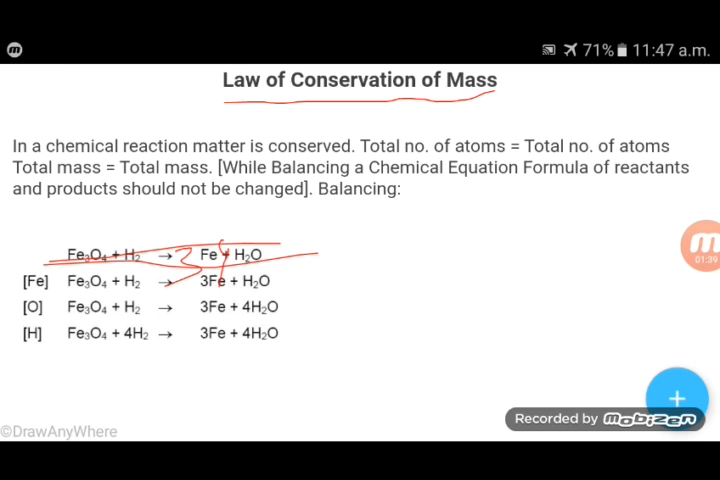 71% 11:47 a.m.
Law of Conservation of Mass
In a chemical reaction matter is conserved. Total no. of atoms = Total no. of atoms
Total mass = Total mass. [While Balancing a Chemical Equation Formula of reactants
and products should not be changed]. Balancing:
Fe₃O₄ + H₂ → Fe + H₂O
[Fe] Fe₃O₄ + H₂ → 3Fe + H₂O
[O] Fe₃O₄ + H₂ → 3Fe + 4H₂O
[H] Fe₃O₄ + 4H₂ → 3Fe + 4H₂O
3 4
m
01:39
+
Recorded by mobizen
©DrawAnyWhere